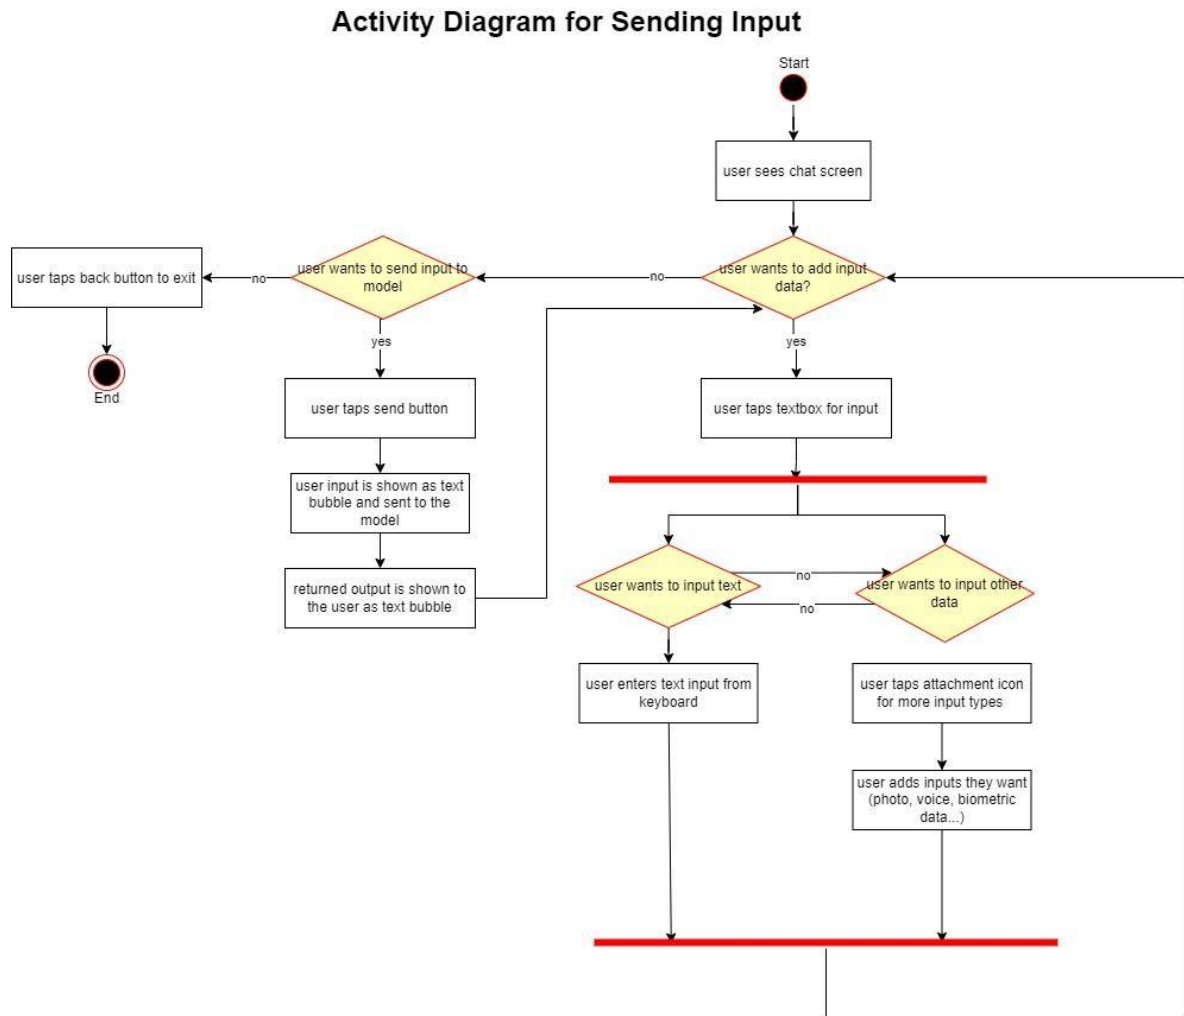 Activity Diagram for Sending Input
Start
user sees chat screen
user taps back button to exit
no
user wants to send input to
model
no
user wants to add input
data?
yes
yes
End
user taps send button
user taps textbox for input
user input is shown as text
bubble and sent to the
model
returned output is shown to
the user as text bubble
user wants to input text
no
no
user wants to input other
data
user enters text input from
keyboard
user taps attachment icon
for more input types
user adds inputs they want
(photo, voice, biometric
data...)